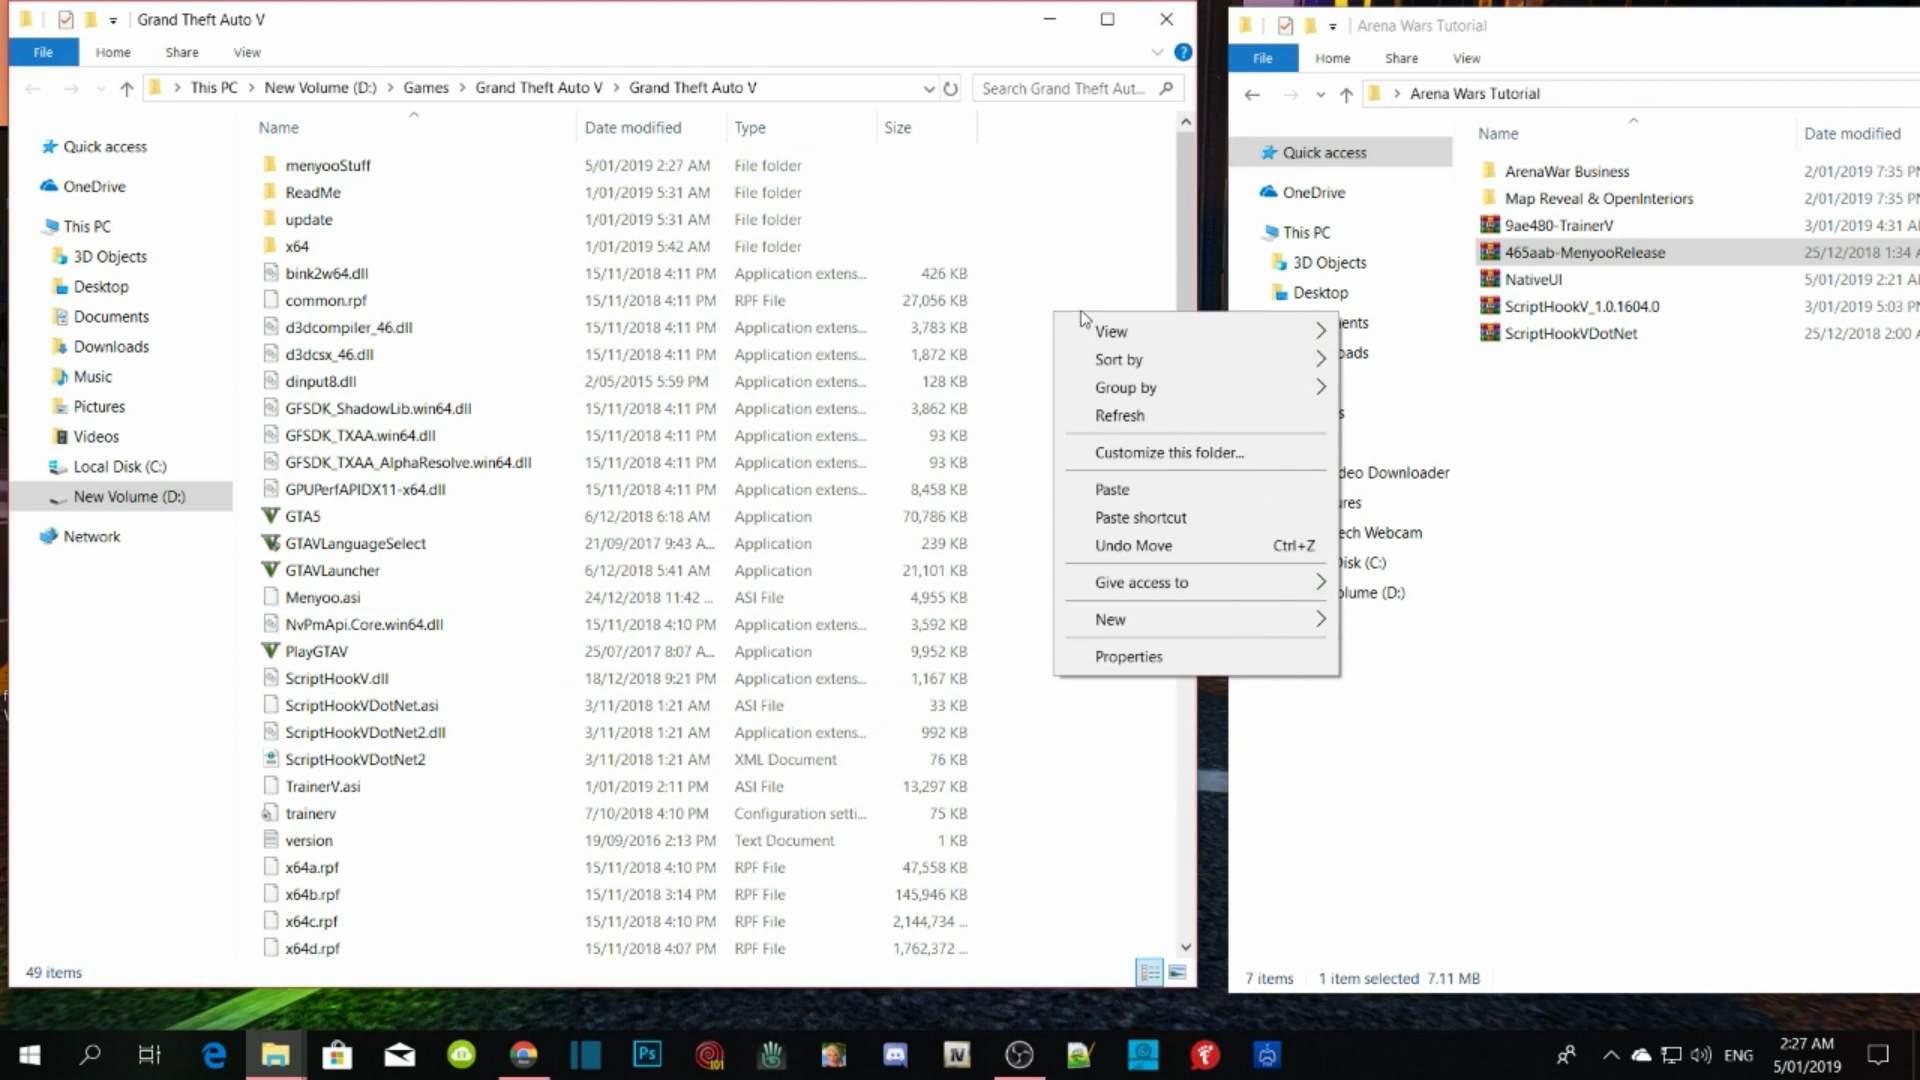 Grand Theft Auto V
File Home Share View
This PC New Volume (D:) Games Grand Theft Auto V Grand Theft Auto V
Search Grand Theft Aut...
Name Date modified Type Size
Quick access
OneDrive
This PC
3D Objects
Desktop
Documents
Downloads
Music
Pictures
Videos
Local Disk (C:)
New Volume (D:)
Network
menyooStuff 5/01/2019 2:27 AM File folder
ReadMe 1/01/2019 5:31 AM File folder
update 1/01/2019 5:31 AM File folder
x64 1/01/2019 5:42 AM File folder
bink2w64.dll 15/11/2018 4:11 PM Application extens... 426 KB
common.rpf 15/11/2018 4:11 PM RPF File 27,056 KB
d3dcompiler_46.dll 15/11/2018 4:11 PM Application extens... 3,783 KB
d3dcsx_46.dll 15/11/2018 4:11 PM Application extens... 1,872 KB
dinput8.dll 2/05/2015 5:59 PM Application extens... 128 KB
GFSDK_ShadowLib.win64.dll 15/11/2018 4:11 PM Application extens... 3,862 KB
GFSDK_TXAA.win64.dll 15/11/2018 4:11 PM Application extens... 93 KB
GFSDK_TXAA_AlphaResolve.win64.dll 15/11/2018 4:11 PM Application extens... 93 KB
GPUPerfAPIDX11-x64.dll 15/11/2018 4:11 PM Application extens... 8,458 KB
GTA5 6/12/2018 6:18 AM Application 70,786 KB
GTAVLanguageSelect 21/09/2017 9:43 A... Application 239 KB
GTAVLauncher 6/12/2018 5:41 AM Application 21,101 KB
Menyoo.asi 24/12/2018 11:42 ... ASI File 4,955 KB
NvPmApi.Core.win64.dll 15/11/2018 4:10 PM Application extens... 3,592 KB
PlayGTAV 25/07/2017 8:07 A... Application 9,952 KB
ScriptHookV.dll 18/12/2018 9:21 PM Application extens... 1,167 KB
ScriptHookVDotNet.asi 3/11/2018 1:21 AM ASI File 33 KB
ScriptHookVDotNet2.dll 3/11/2018 1:21 AM Application extens... 992 KB
ScriptHookVDotNet2 3/11/2018 1:21 AM XML Document 76 KB
TrainerV.asi 1/01/2019 2:11 PM ASI File 13,297 KB
trainerv 7/10/2018 4:10 PM Configuration setti... 75 KB
version 19/09/2016 2:13 PM Text Document 1 KB
x64a.rpf 15/11/2018 4:10 PM RPF File 47,558 KB
x64b.rpf 15/11/2018 3:14 PM RPF File 145,946 KB
x64c.rpf 15/11/2018 4:10 PM RPF File 2,144,734 ...
x64d.rpf 15/11/2018 4:07 PM RPF File 1,762,372 ...
49 items
View
Sort by
Group by
Refresh
Customize this folder...
Paste
Paste shortcut
Undo Move Ctrl+Z
Give access to
New
Properties
Arena Wars Tutorial
File Home Share View
Arena Wars Tutorial
Name Date modified
Quick access
OneDrive
This PC
3D Objects
Desktop
ents
oads
s
deo Downloader
res
ech Webcam
isk (C:)
lume (D:)
ArenaWar Business 2/01/2019 7:35 PM
Map Reveal & OpenInteriors 2/01/2019 7:35 PM
9ae480-TrainerV 3/01/2019 4:31 A
465aab-MenyooRelease 25/12/2018 1:34 A
NativeUI 5/01/2019 2:21 A
ScriptHookV_1.0.1604.0 3/01/2019 5:03 P
ScriptHookVDotNet 25/12/2018 2:00 A
7 items 1 item selected 7.11 MB
Ps
101
IV
ENG
2:27 AM
5/01/2019